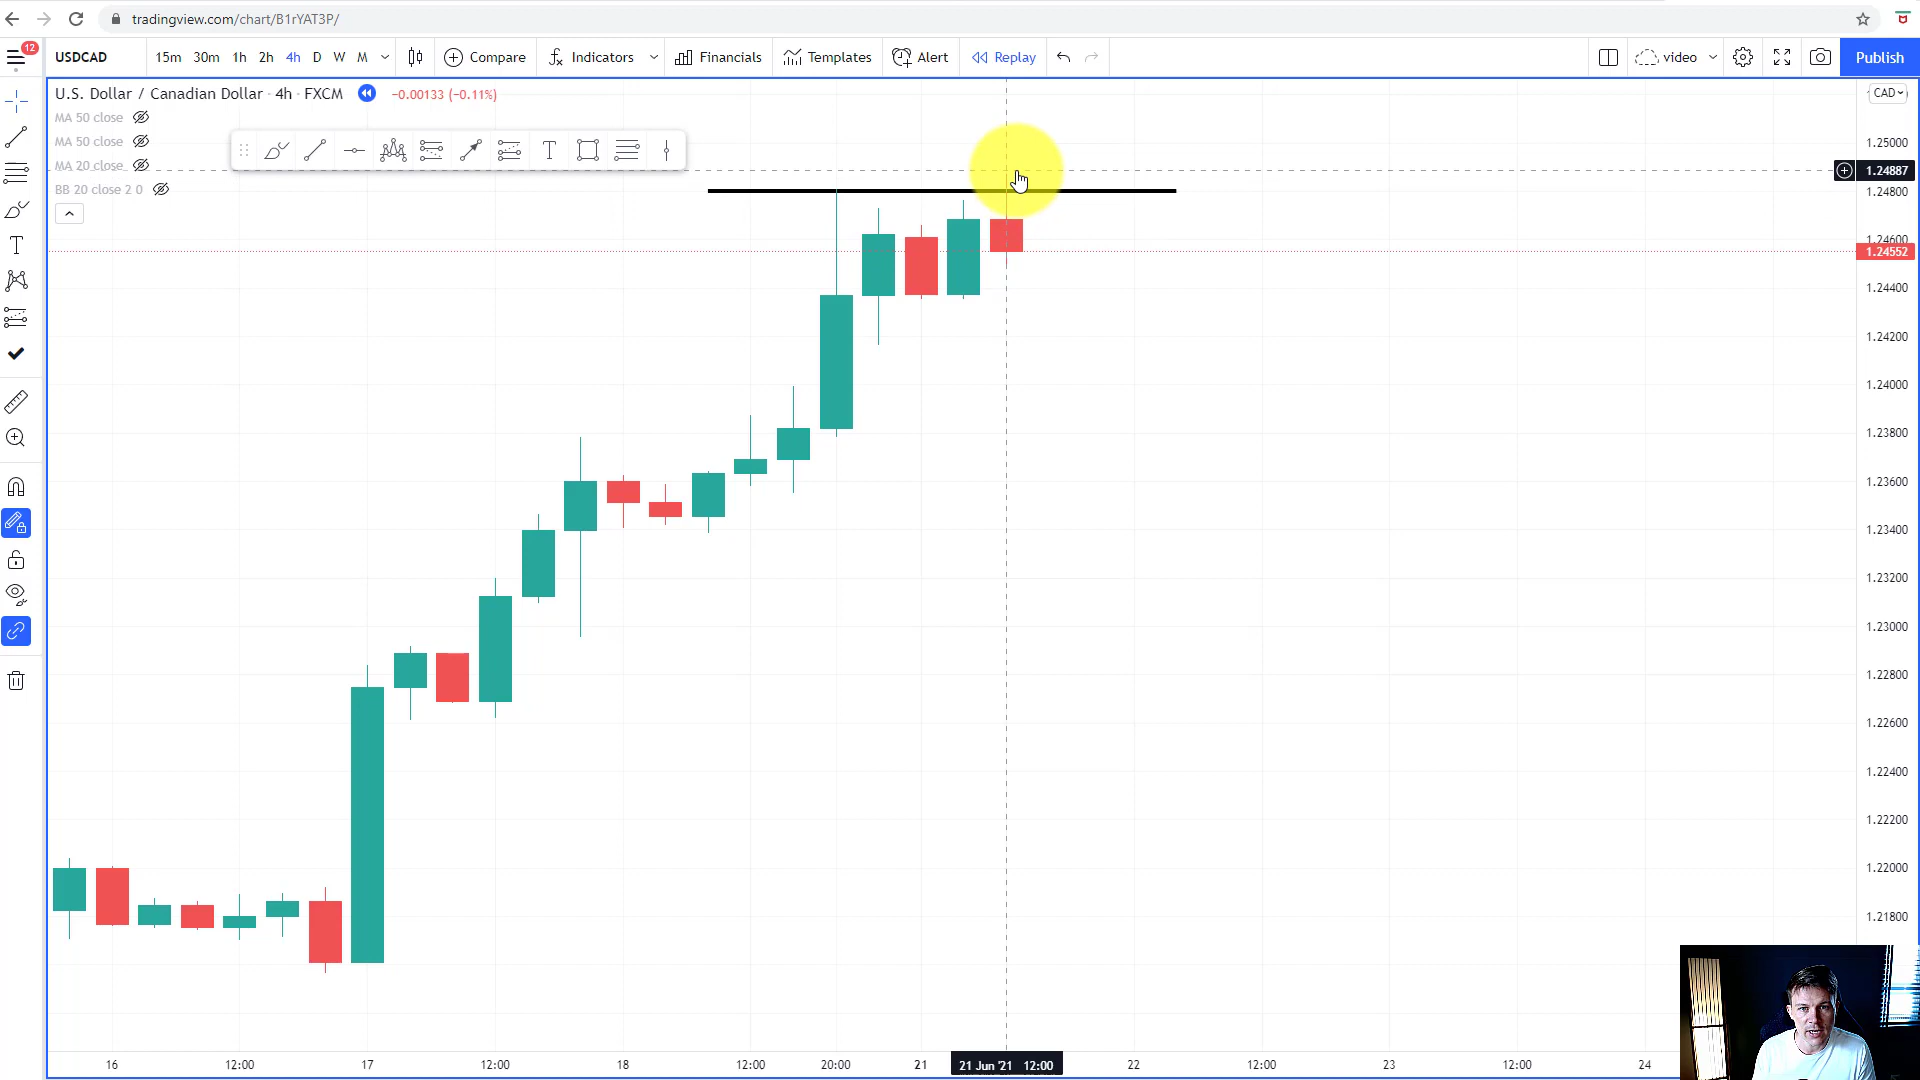 tradingview.com/chart/B1rYAT3P/
12
USDCAD 15m 30m 1h 2h 4h D W M Compare Indicators Financials Templates Alert Replay video Publish
U.S. Dollar / Canadian Dollar · 4h · FXCM −0.00133 (−0.11%)
CAD
MA 50 close
MA 50 close
MA 20 close
BB 20 close 2 0
T
T
1.25000
1.24887
1.24800
1.24600
1.24552
1.24400
1.24200
1.24000
1.23800
1.23600
1.23400
1.23200
1.23000
1.22800
1.22600
1.22400
1.22200
1.22000
1.21800
16 12:00 17 12:00 18 12:00 20:00 21 21 Jun '21 12:00 22 12:00 23 12:00 24